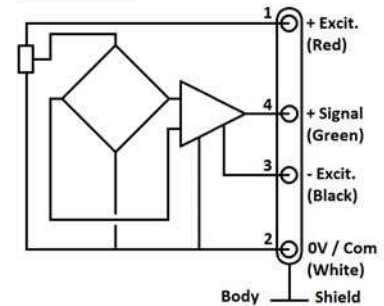 1 + Excit.
(Red)
4 + Signal
(Green)
3 - Excit.
(Black)
2 0V / Com
(White)
Body Shield